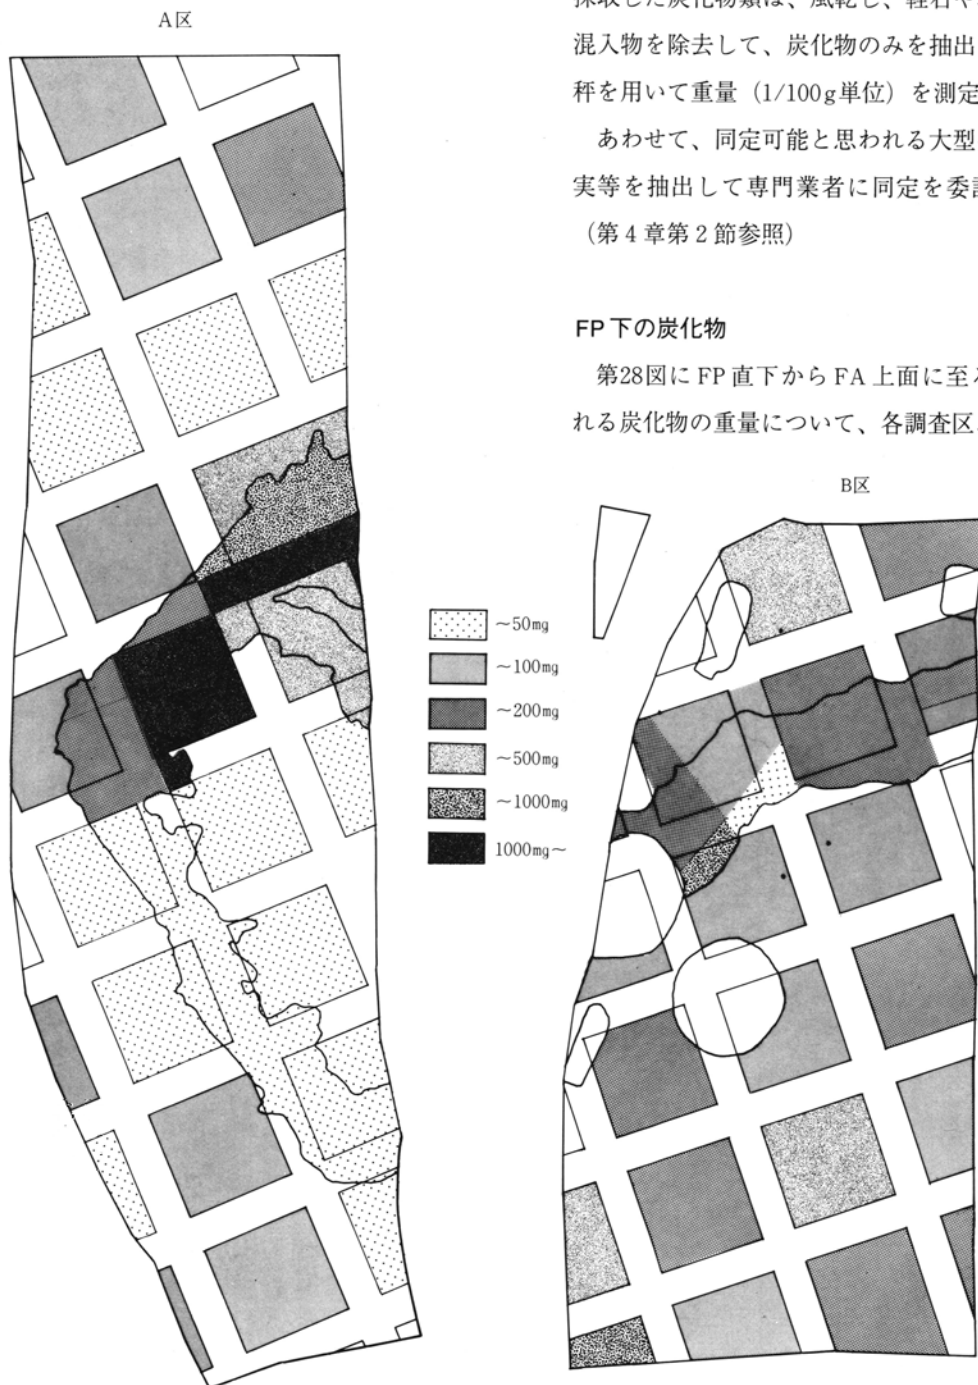 A区
採取した炭化物類は、風乾し、軽石や
混入物を除去して、炭化物のみを抽出
秤を用いて重量（1/100g単位）を測定
あわせて、同定可能と思われる大型
実等を抽出して専門業者に同定を委
（第4章第2節参照）
FP下の炭化物
第28図にFP直下からFA上面に至
れる炭化物の重量について、各調査区
B区
～50mg
～100mg
～200mg
～500mg
～1000mg
1000mg～